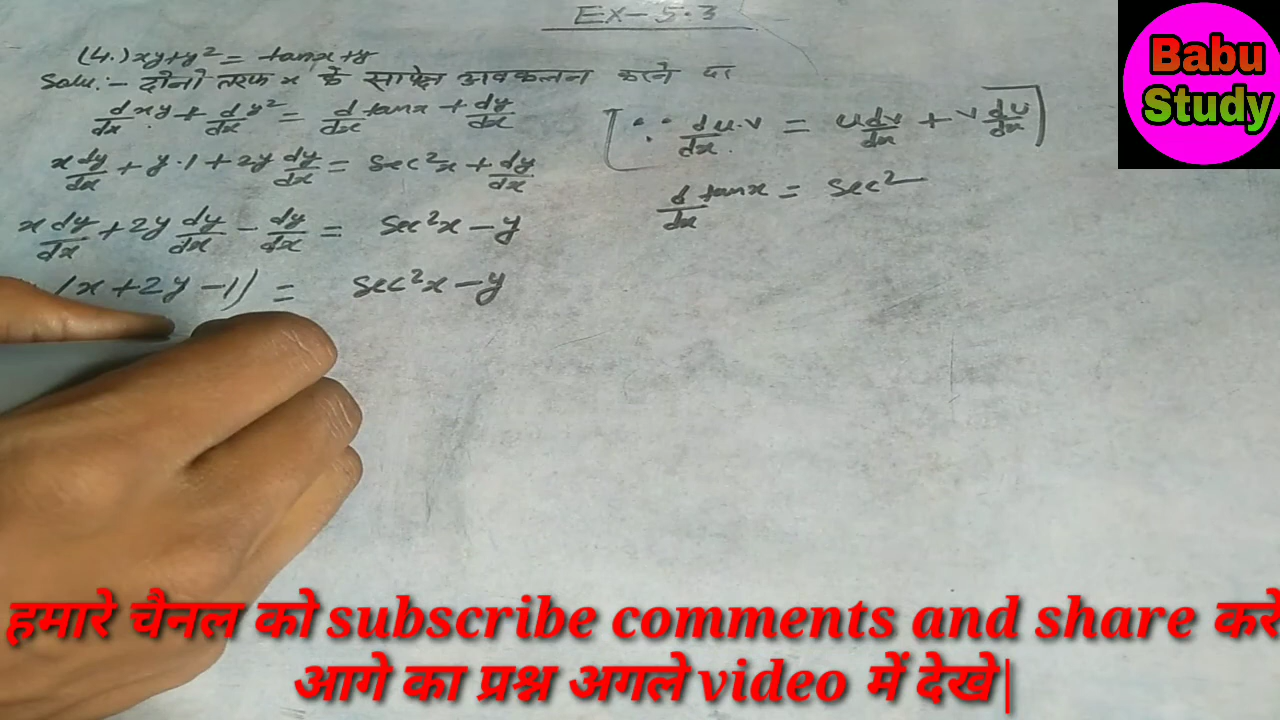 Ex-5.3
(4.) xy+y² = tanx+y
Solu:- दोनों तरफ x के सापेक्ष अवकलन करने पर
d/dx xy + d/dx y² = d/dx tanx + dy/dx
x dy/dx + y·1 + 2y dy/dx = sec²x + dy/dx
x dy/dx + 2y dy/dx - dy/dx = sec²x - y
(x+2y-1) = sec²x-y
[∵ d/dx u.v = u dv/dx + v du/dx]
d/dx tanx = sec²
Babu
Study
हमारे चैनल को subscribe comments and share करे
आगे का प्रश्न अगले video में देखे|